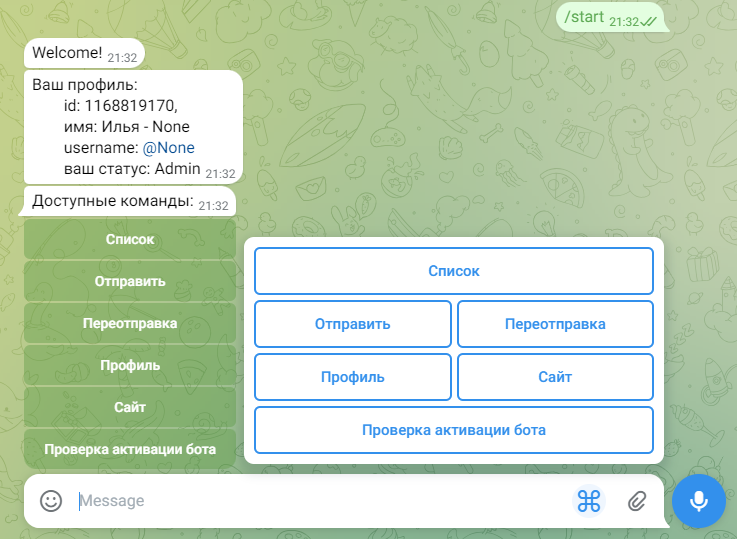 /start 21:32
Welcome! 21:32
Ваш профиль:
id: 1168819170,
имя: Илья - None
username: @None
ваш статус: Admin 21:32
Доступные команды: 21:32
Список
Отправить
Переотправка
Профиль
Сайт
Проверка активации бота
Список
Отправить
Переотправка
Профиль
Сайт
Проверка активации бота
Message